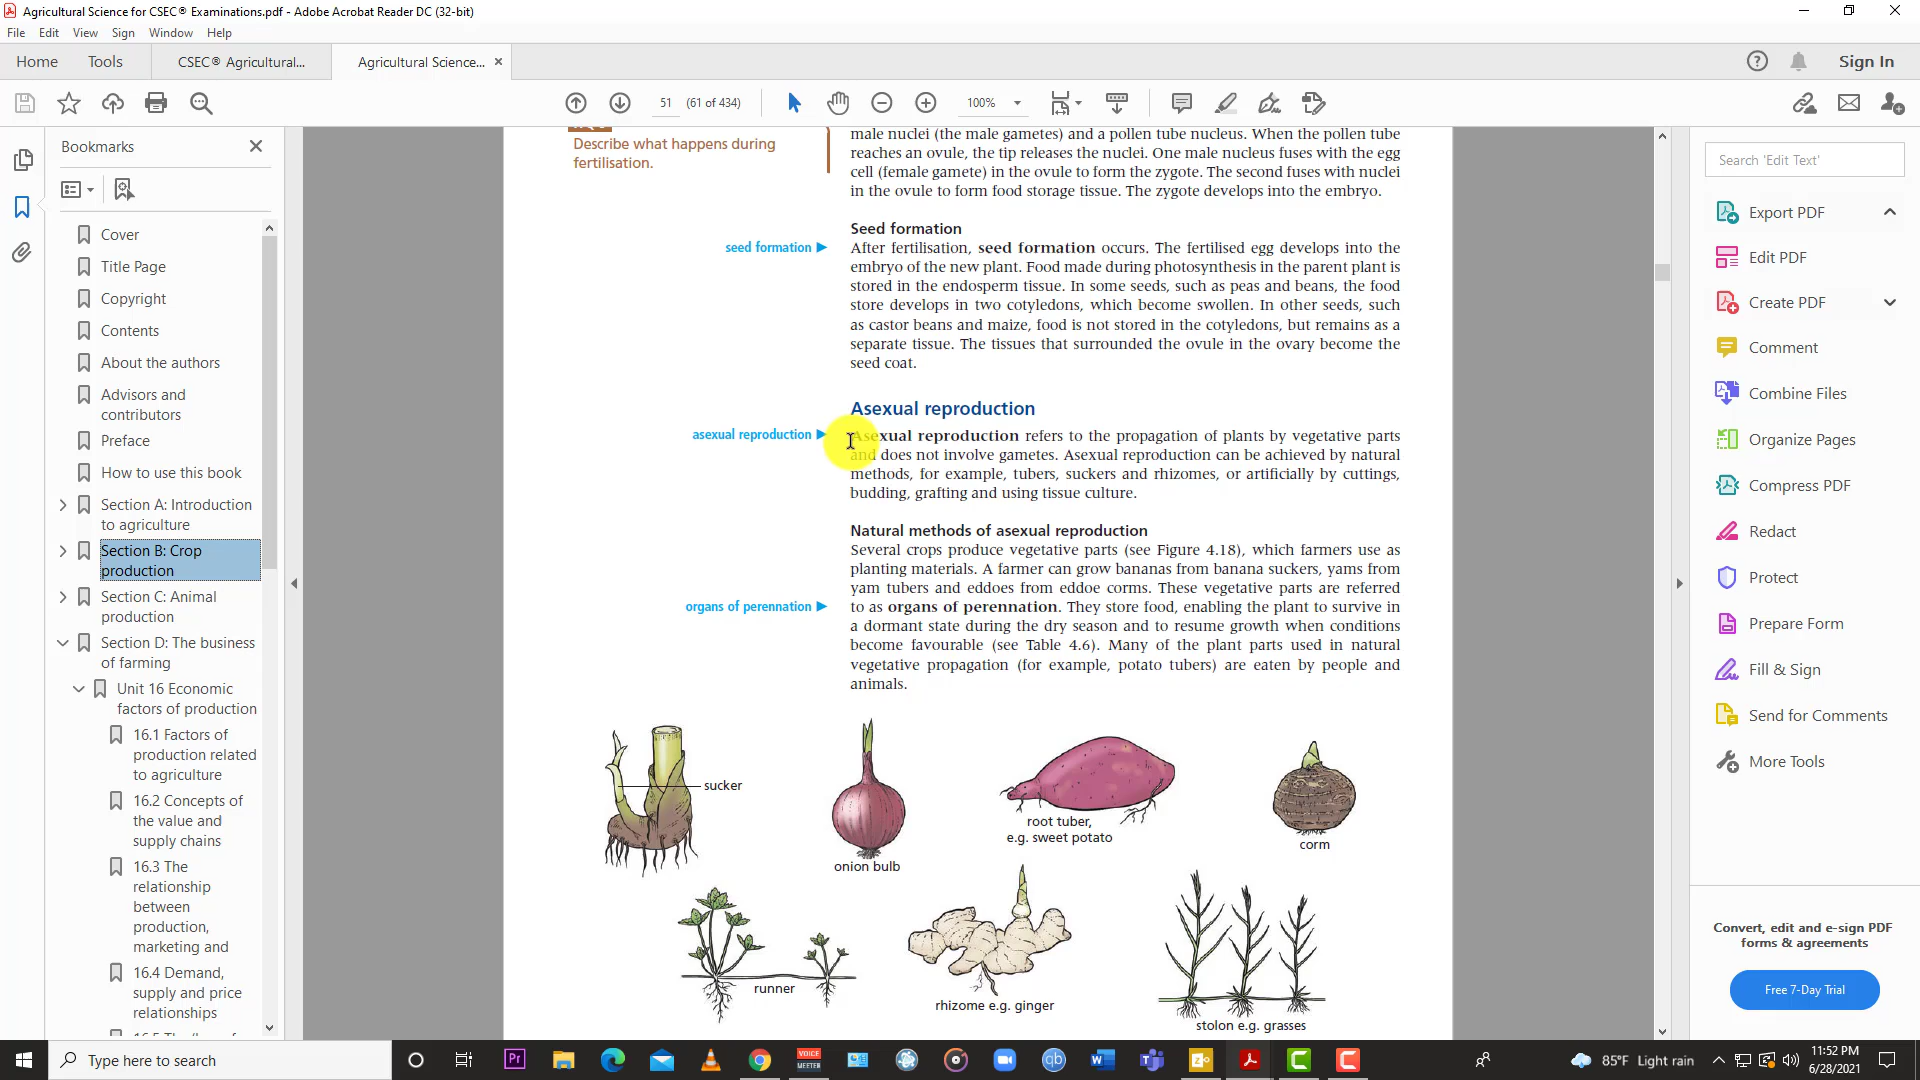 Agricultural Science for CSEC® Examinations.pdf - Adobe Acrobat Reader DC (32-bit)
File Edit View Sign Window Help
Home Tools CSEC® Agricultural... Agricultural Science... Sign In
51 (61 of 434) 100%
Bookmarks
Cover
Title Page
Copyright
Contents
About the authors
Advisors and
contributors
Preface
How to use this book
Section A: Introduction
to agriculture
Section B: Crop
production
Section C: Animal
production
Section D: The business
of farming
Unit 16 Economic
factors of production
16.1 Factors of
production related
to agriculture
16.2 Concepts of
the value and
supply chains
16.3 The
relationship
between
production,
marketing and
16.4 Demand,
supply and price
relationships
Describe what happens during
fertilisation.
male nuclei (the male gametes) and a pollen tube nucleus. When the pollen tube
reaches an ovule, the tip releases the nuclei. One male nucleus fuses with the egg
cell (female gamete) in the ovule to form the zygote. The second fuses with nuclei
in the ovule to form food storage tissue. The zygote develops into the embryo.
Seed formation
seed formation
After fertilisation, seed formation occurs. The fertilised egg develops into the
embryo of the new plant. Food made during photosynthesis in the parent plant is
stored in the endosperm tissue. In some seeds, such as peas and beans, the food
store develops in two cotyledons, which become swollen. In other seeds, such
as castor beans and maize, food is not stored in the cotyledons, but remains as a
separate tissue. The tissues that surrounded the ovule in the ovary become the
seed coat.
Asexual reproduction
asexual reproduction
Asexual reproduction refers to the propagation of plants by vegetative parts
and does not involve gametes. Asexual reproduction can be achieved by natural
methods, for example, tubers, suckers and rhizomes, or artificially by cuttings,
budding, grafting and using tissue culture.
Natural methods of asexual reproduction
Several crops produce vegetative parts (see Figure 4.18), which farmers use as
planting materials. A farmer can grow bananas from banana suckers, yams from
yam tubers and eddoes from eddoe corms. These vegetative parts are referred
organs of perennation
to as organs of perennation. They store food, enabling the plant to survive in
a dormant state during the dry season and to resume growth when conditions
become favourable (see Table 4.6). Many of the plant parts used in natural
vegetative propagation (for example, potato tubers) are eaten by people and
animals.
sucker
onion bulb
root tuber,
e.g. sweet potato
corm
runner
rhizome e.g. ginger
stolon e.g. grasses
Search 'Edit Text'
Export PDF
Edit PDF
Create PDF
Comment
Combine Files
Organize Pages
Compress PDF
Redact
Protect
Prepare Form
Fill & Sign
Send for Comments
More Tools
Convert, edit and e-sign PDF
forms & agreements
Free 7-Day Trial
Type here to search
Pr
VOICE
MEETER
85°F Light rain
11:52 PM
6/28/2021